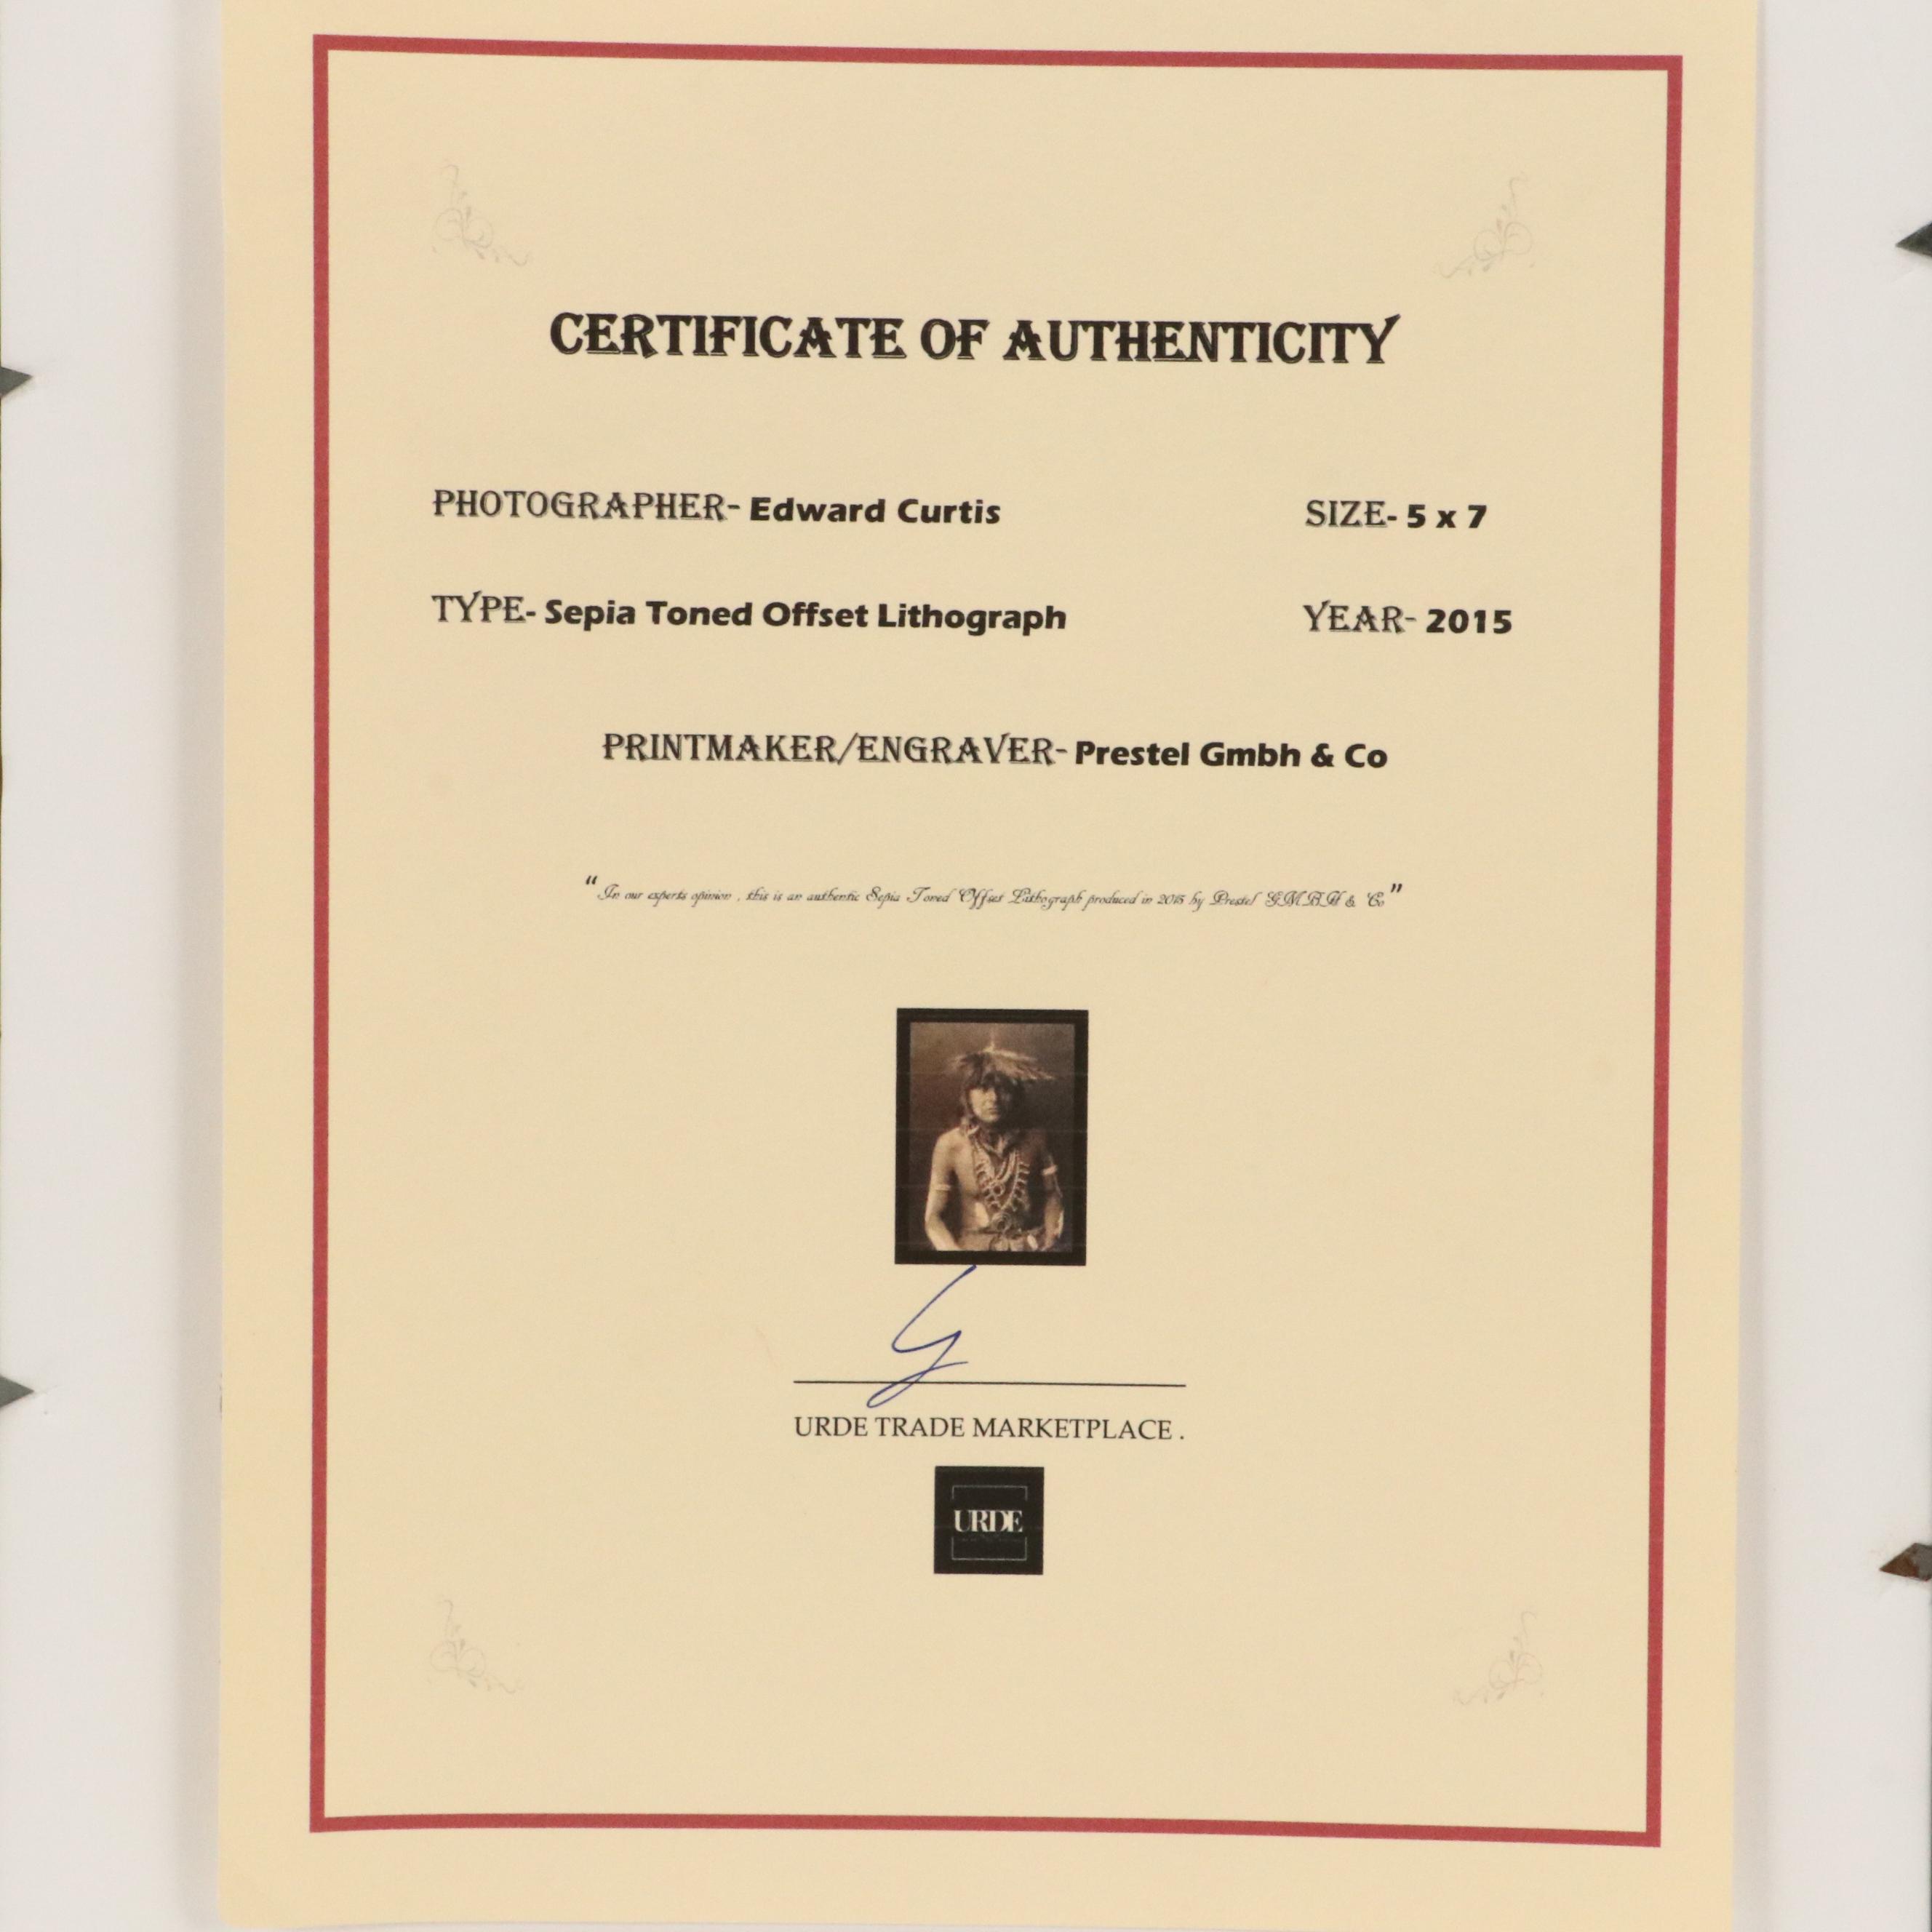 CERTIFICATE OF AUTHENTICITY
PHOTOGRAPHER- Edward Curtis SIZE- 5 x 7
TYPE- Sepia Toned Offset Lithograph YEAR- 2015
PRINTMAKER/ENGRAVER- Prestel Gmbh & Co
“In our experts opinion , this is an authentic Sepia Toned Offset Lithograph produced in 2015 by Prestel GMBH & Co”
URDE TRADE MARKETPLACE .
URDE